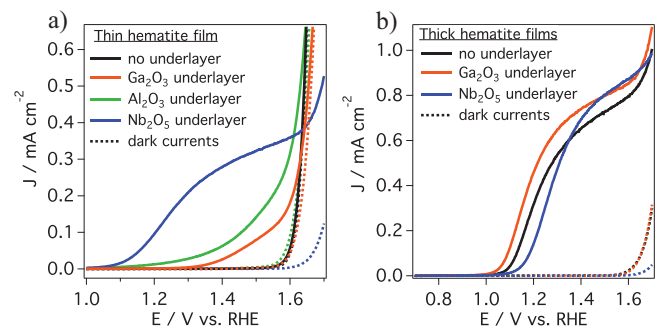 a)
Thin hematite film
no underlayer
Ga2O3 underlayer
Al2O3 underlayer
Nb2O5 underlayer
dark currents
J / mA cm-2
0.6
0.5
0.4
0.3
0.2
0.1
0.0
1.0 1.2 1.4 1.6
E / V vs. RHE
b)
Thick hematite films
no underlayer
Ga2O3 underlayer
Nb2O5 underlayer
dark currents
J / mA cm-2
1.0
0.8
0.6
0.4
0.2
0.0
0.8 1.0 1.2 1.4 1.6
E / V vs. RHE